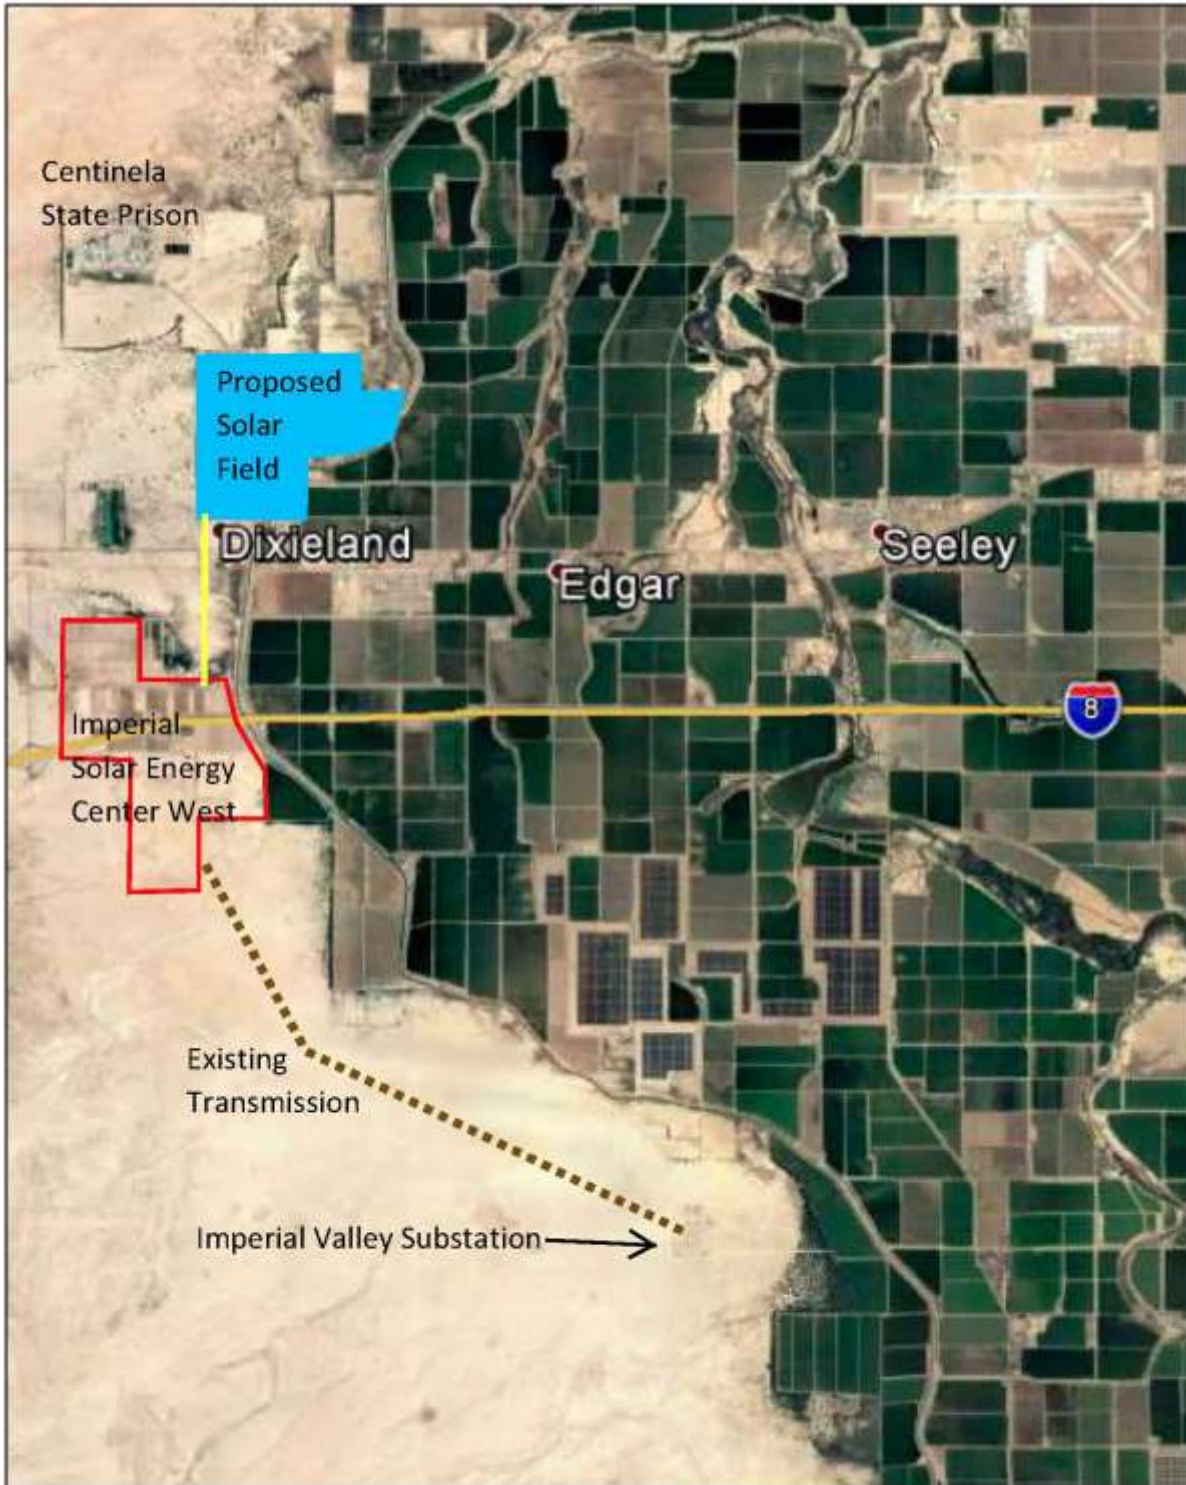 Centinela
State Prison
Proposed
Solar
Field
Dixieland
Edgar
Seeley
8
Imperial
Solar Energy
Center West
Existing
Transmission
Imperial Valley Substation